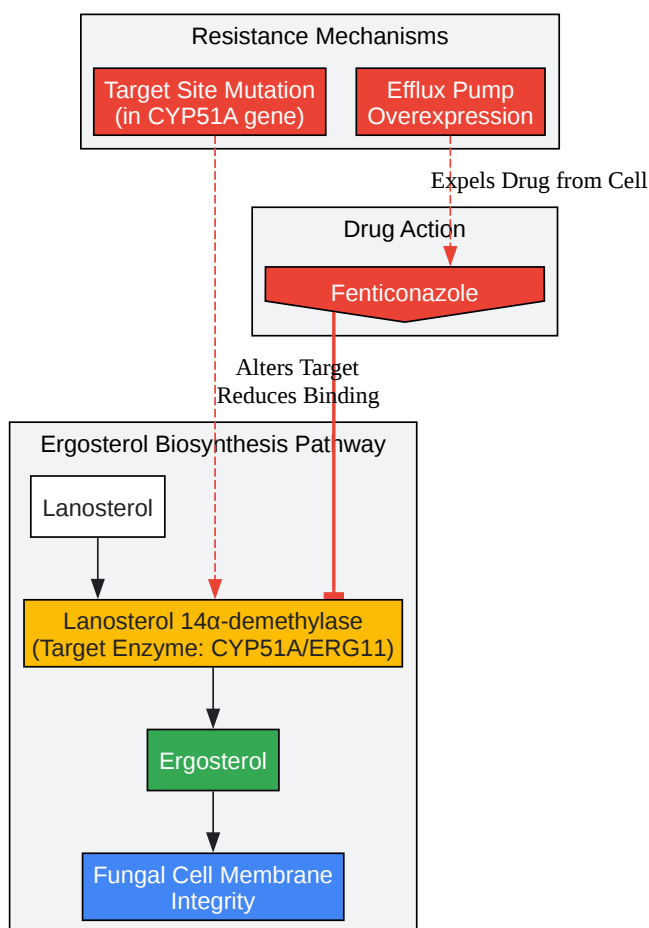 Resistance Mechanisms
Target Site Mutation
(in CYP51A gene)
Efflux Pump
Overexpression
Expels Drug from Cell
Drug Action
Fenticonazole
Alters Target
Reduces Binding
Ergosterol Biosynthesis Pathway
Lanosterol
Lanosterol 14α-demethylase
(Target Enzyme: CYP51A/ERG11)
Ergosterol
Fungal Cell Membrane
Integrity